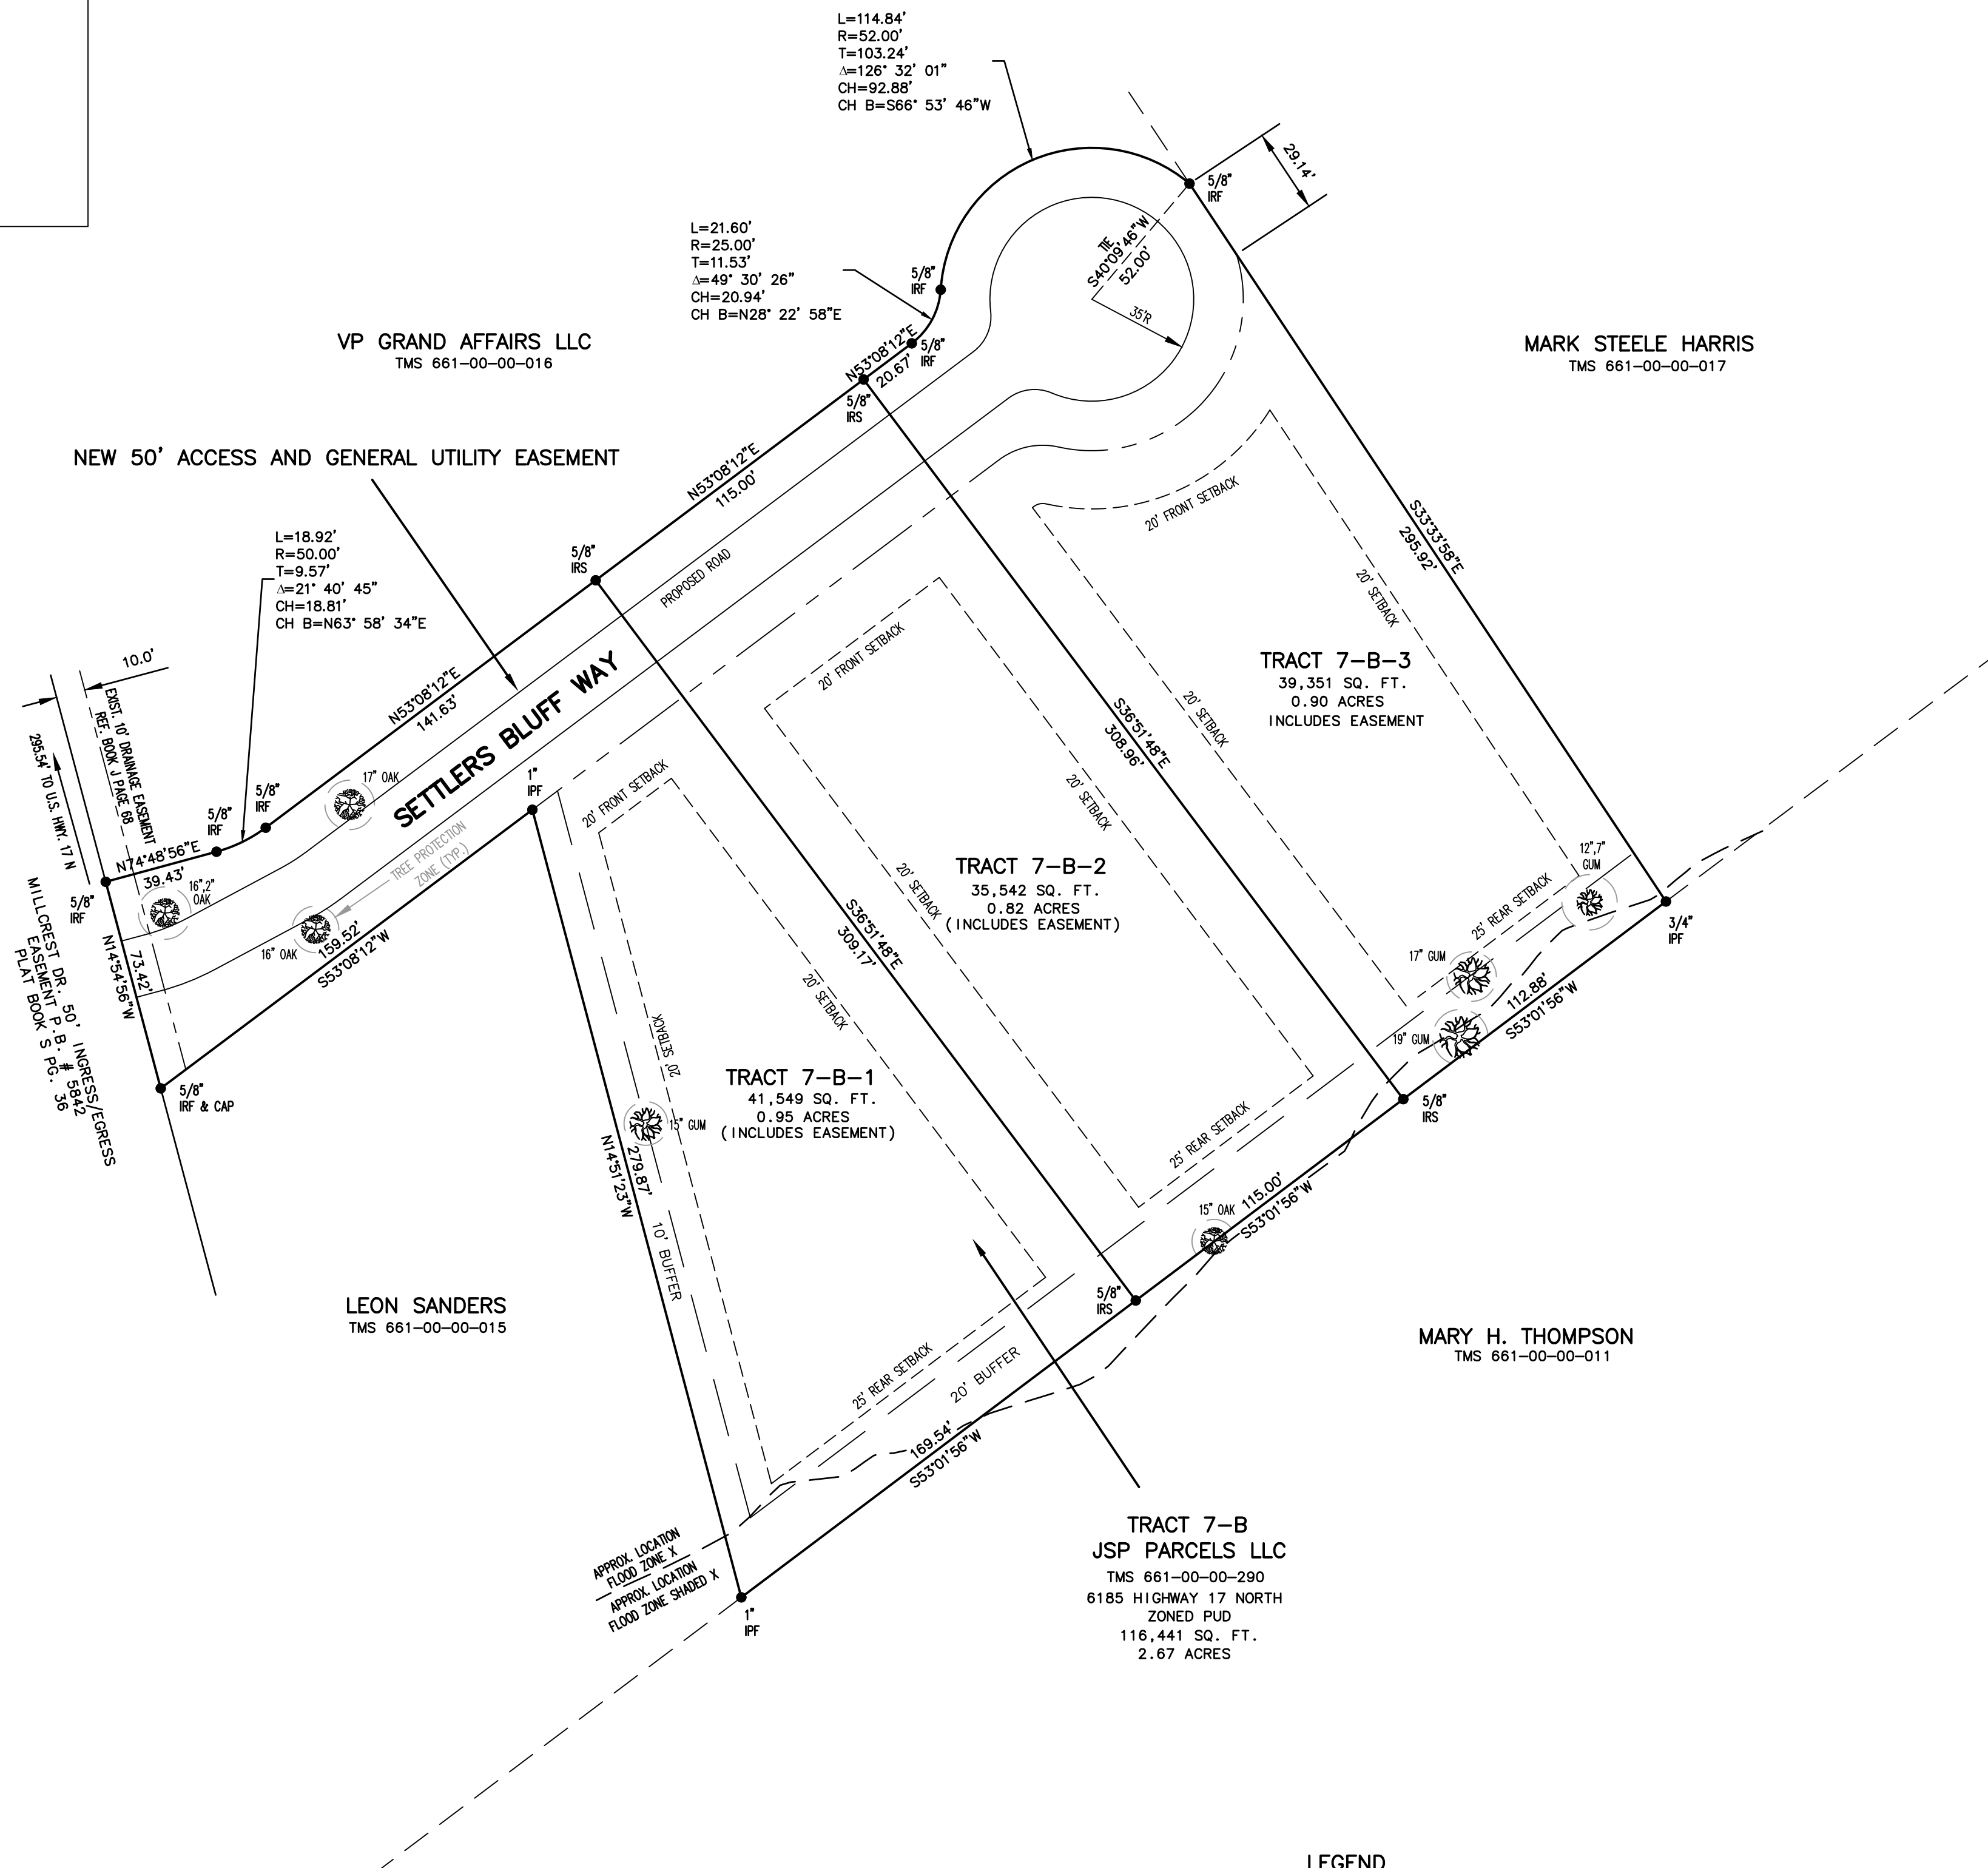 L=114.84'
R=52.00'
T=103.24'
Δ=126° 32' 01"
CH=92.88'
CH B=S66° 53' 46"W
29.14'
5/8"
IRF
TIE
S40°09'46"W
52.00'
35'R
L=21.60'
R=25.00'
T=11.53'
Δ=49° 30' 26"
CH=20.94'
CH B=N28° 22' 58"E
5/8"
IRF
N53°08'12"E
20.67'
5/8"
IRF
5/8"
IRS
VP GRAND AFFAIRS LLC
TMS 661-00-00-016
MARK STEELE HARRIS
TMS 661-00-00-017
NEW 50' ACCESS AND GENERAL UTILITY EASEMENT
N53°08'12"E
115.00'
20' FRONT SETBACK
L=18.92'
R=50.00'
T=9.57'
Δ=21° 40' 45"
CH=18.81'
CH B=N63° 58' 34"E
5/8"
IRS
PROPOSED ROAD
S33°33'58"E
295.92'
20' SETBACK
10.0'
EXIST. 10' DRAINAGE EASEMENT
REF. BOOK J PAGE 68
295.54' TO U.S. HWY. 17 N
N53°08'12"E
141.63'
SETTLERS BLUFF WAY
20' FRONT SETBACK
TRACT 7-B-3
39,351 SQ. FT.
0.90 ACRES
INCLUDES EASEMENT
20' SETBACK
S36°51'48"E
308.96'
20' SETBACK
17" OAK
5/8"
IRF
5/8"
IRF
1"
IPF
20' FRONT SETBACK
N74°48'56"E
39.43'
5/8"
IRF
16",2"
OAK
TREE PROTECTION
ZONE (TYP.)
16" OAK
159.52'
S53°08'12"W
N14°54'56"W
73.42'
MILLCREST DR. 50' INGRESS/EGRESS
EASEMENT P.B. # 5842
PLAT BOOK S PG. 36
5/8"
IRF & CAP
TRACT 7-B-2
35,542 SQ. FT.
0.82 ACRES
(INCLUDES EASEMENT)
20' SETBACK
S36°51'48"E
309.17'
20' SETBACK
12",7"
GUM
25' REAR SETBACK
3/4"
IPF
17" GUM
19" GUM
112.88'
S53°01'56"W
5/8"
IRS
20' SETBACK
TRACT 7-B-1
41,549 SQ. FT.
0.95 ACRES
(INCLUDES EASEMENT)
15" GUM
N14°51'23"W
279.87'
10' BUFFER
25' REAR SETBACK
15" OAK
115.00'
S53°01'56"W
5/8"
IRS
LEON SANDERS
TMS 661-00-00-015
MARY H. THOMPSON
TMS 661-00-00-011
25' REAR SETBACK
20' BUFFER
169.54'
S53°01'56"W
APPROX. LOCATION
FLOOD ZONE X
APPROX. LOCATION
FLOOD ZONE SHADED X
1"
IPF
TRACT 7-B
JSP PARCELS LLC
TMS 661-00-00-290
6185 HIGHWAY 17 NORTH
ZONED PUD
116,441 SQ. FT.
2.67 ACRES
LEGEND